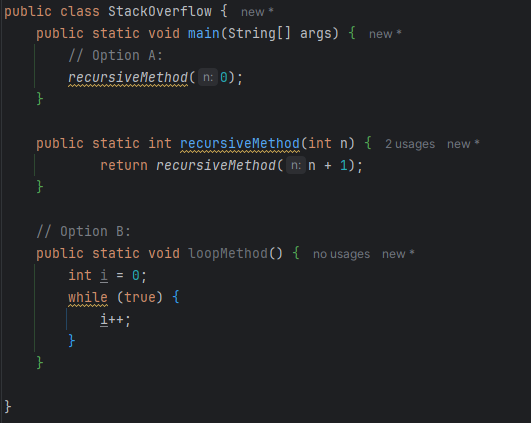 public class StackOverflow {  new *
    public static void main(String[] args) {  new *
        // Option A:
        recursiveMethod( n: 0);
    }

    public static int recursiveMethod(int n) {  2 usages  new *
            return recursiveMethod( n: n + 1);
    }

    // Option B:
    public static void loopMethod() {  no usages  new *
        int i = 0;
        while (true) {
            i++;
        }
    }

}